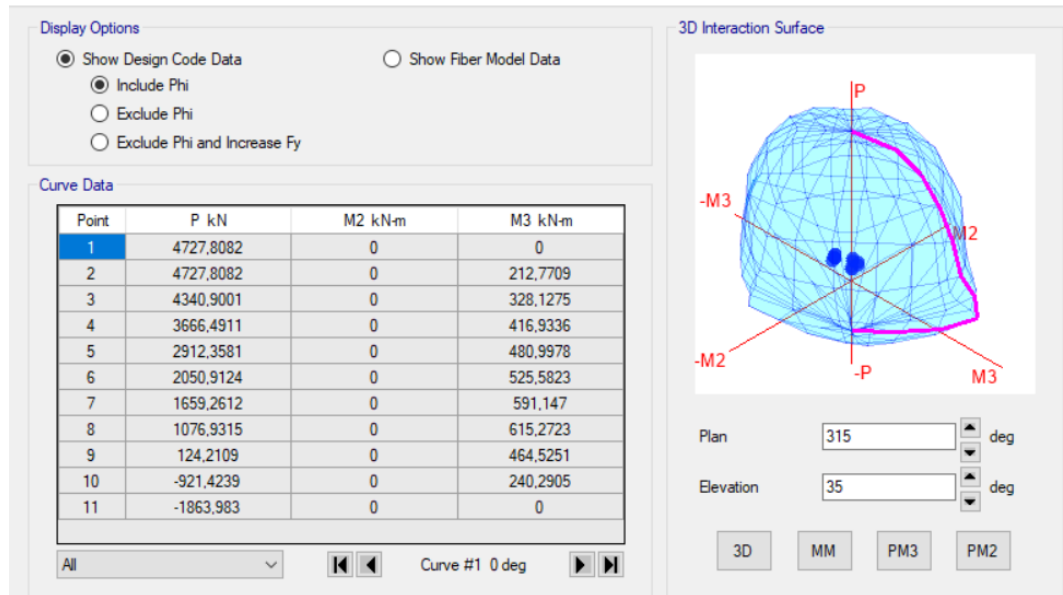 Display Options
Show Design Code Data
Show Fiber Model Data
Include Phi
Exclude Phi
Exclude Phi and Increase Fy
Curve Data
Point P kN M2 kN-m M3 kN-m
1 4727,8082 0 0
2 4727,8082 0 212,7709
3 4340,9001 0 328,1275
4 3666,4911 0 416,9336
5 2912,3581 0 480,9978
6 2050,9124 0 525,5823
7 1659,2612 0 591,147
8 1076,9315 0 615,2723
9 124,2109 0 464,5251
10 -921,4239 0 240,2905
11 -1863,983 0 0
All
Curve #1 0 deg
3D Interaction Surface
P
-M3
M2
-M2
-P
M3
Plan 315 deg
Elevation 35 deg
3D MM PM3 PM2